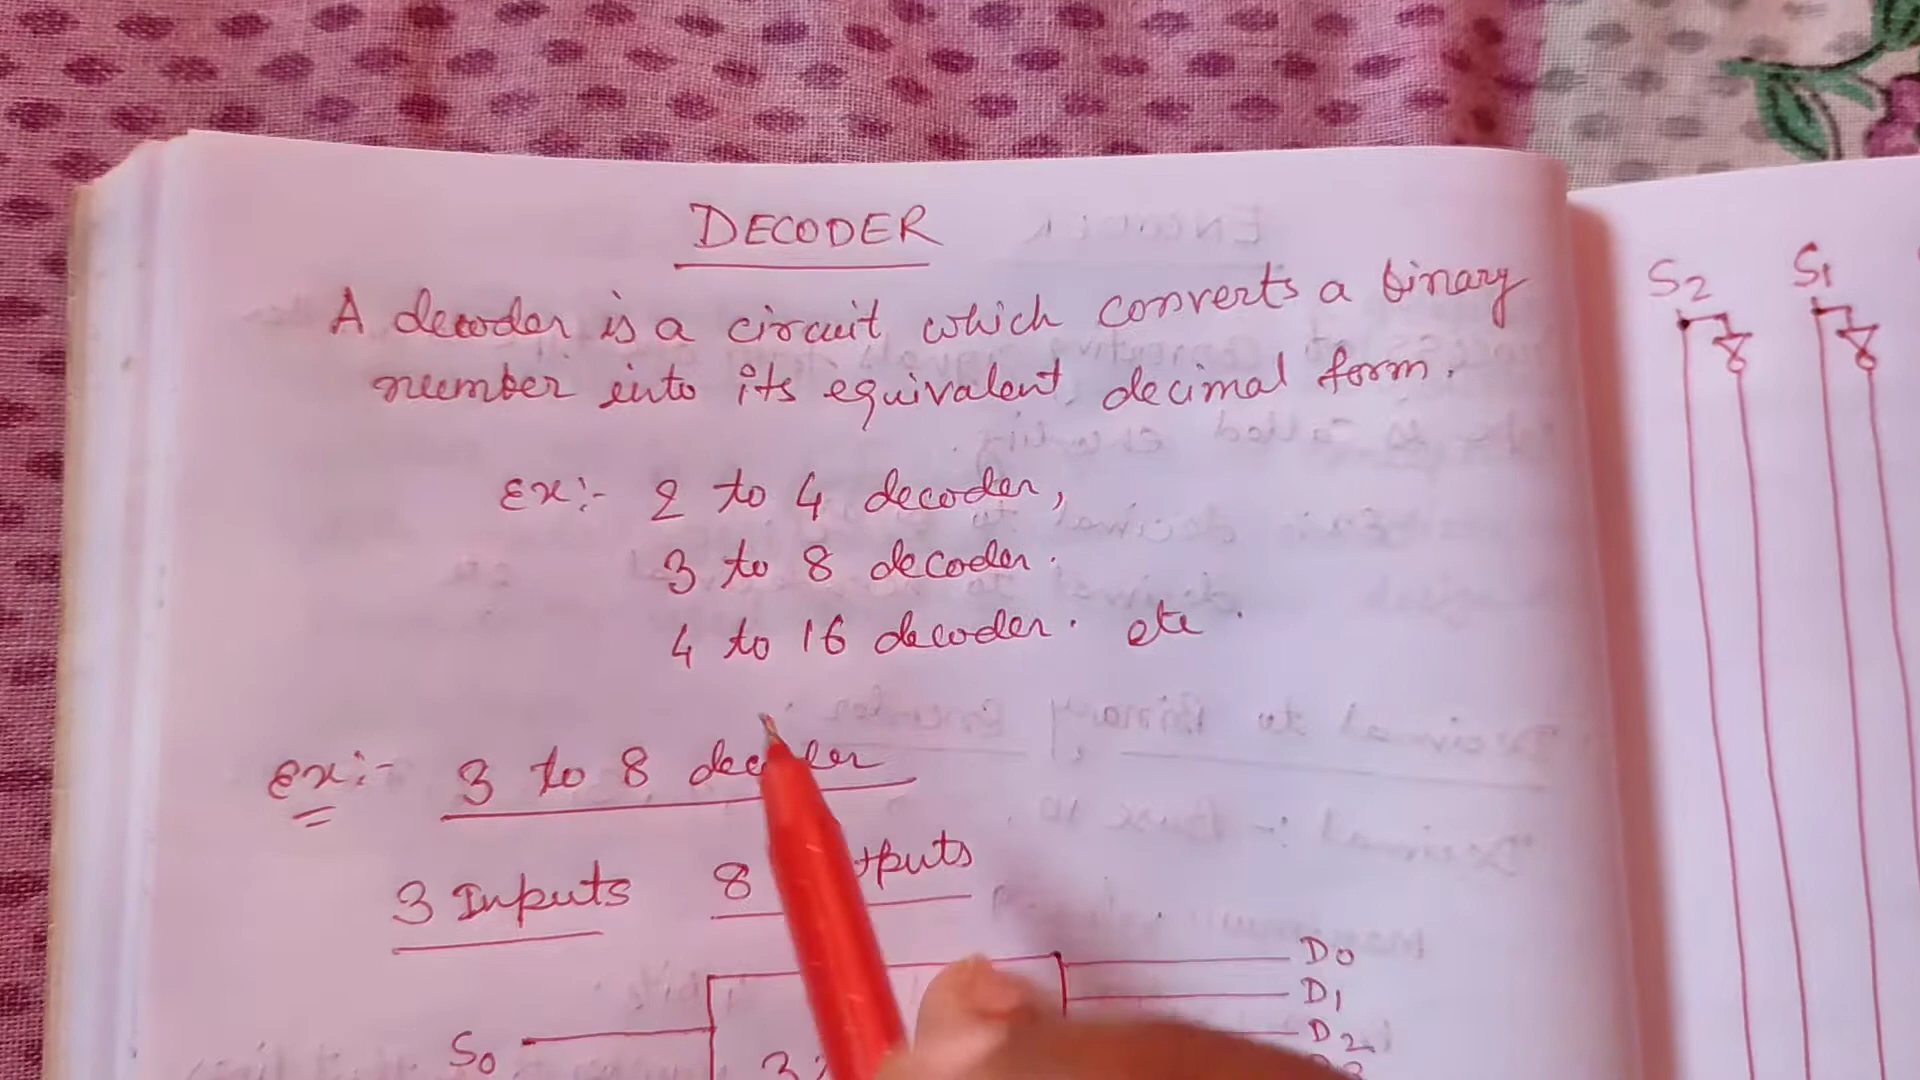 DECODER
A decoder is a circuit which converts a binary
number into its equivalent decimal form.
Ex:- 2 to 4 decoder,
3 to 8 decoder.
4 to 16 decoder. etc.
Ex:- 3 to 8 decoder
3 Inputs 8
D0
D1
S0
D2
S2 S1